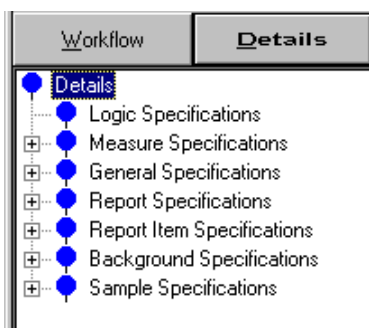 Workflow Details
Details
Logic Specifications
Measure Specifications
General Specifications
Report Specifications
Report Item Specifications
Background Specifications
Sample Specifications